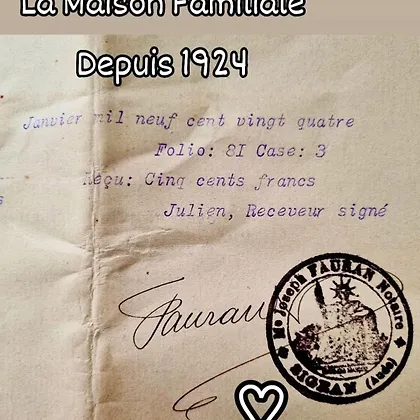 La Maison Familiale
Depuis 1924
Janvier mil neuf cent vingt quatre
Folio: 8I Case: 3
Reçu: Cinq cents francs
s
Julien, Receveur signé
Fauran
Me Joseph FAURAN Notaire
SIGEAN (Aude)